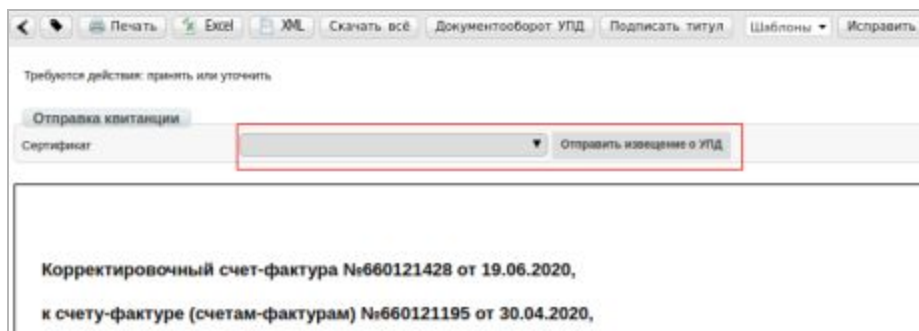 Печать Excel XML Скачать всё Документооборот УПД Подписать титул Шаблоны Исправить
Требуются действия: принять или уточнить
Отправка квитанции
Сертификат Отправить извещение о УПД
Корректировочный счет-фактура №660121428 от 19.06.2020,
к счету-фактуре (счетам-фактурам) №660121195 от 30.04.2020,